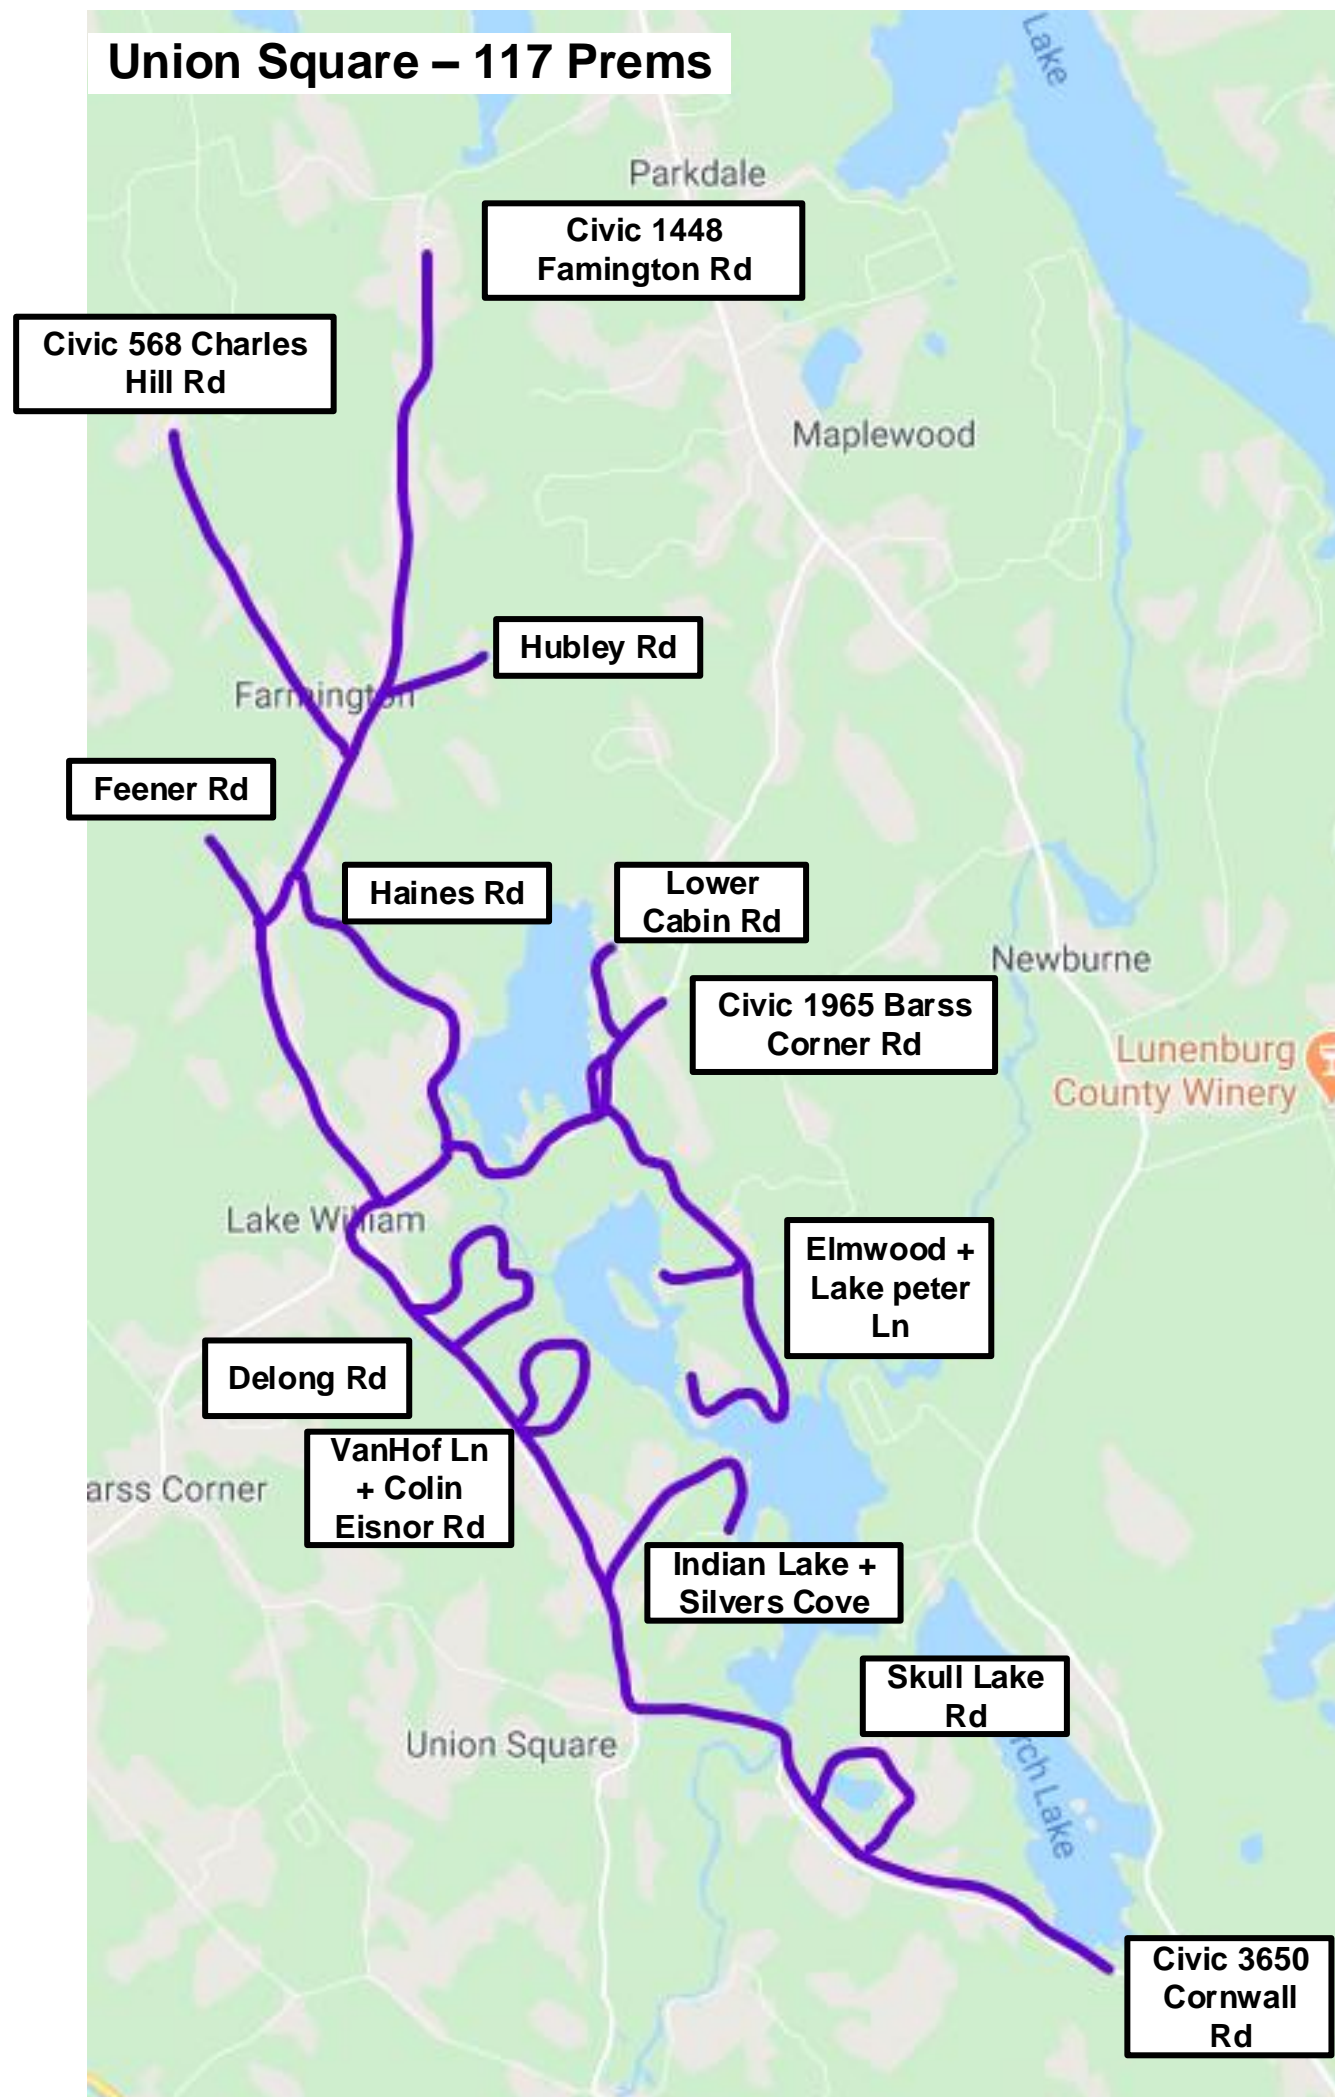 Union Square – 117 Prems
Lake
Parkdale
Civic 1448
Famington Rd
Civic 568 Charles
Hill Rd
Maplewood
Hubley Rd
Farmington
Feener Rd
Haines Rd
Lower
Cabin Rd
Newburne
Civic 1965 Barss
Corner Rd
Lunenburg
County Winery
Lake William
Elmwood +
Lake peter
Ln
Delong Rd
VanHof Ln
+ Colin
Eisnor Rd
arss Corner
Indian Lake +
Silvers Cove
Skull Lake
Rd
Union Square
rch Lake
Civic 3650
Cornwall
Rd